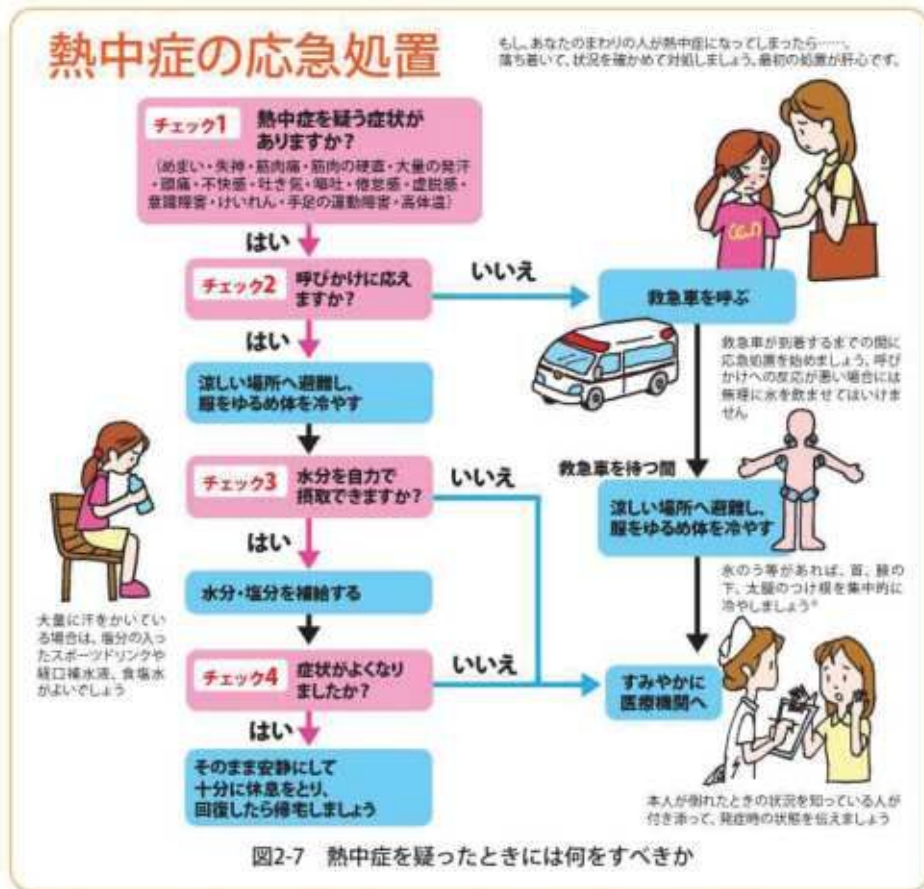 熱中症の応急処置
もし、あなたのまわりの人が熱中症になってしまったら……、
落ち着いて、状況を確かめて対処しましょう。最初の処置が肝心です。
チェック1
熱中症を疑う症状が
ありますか？
（めまい・失神・筋肉痛・筋肉の硬直・大量の発汗
・頭痛・不快感・吐き気・嘔吐・倦怠感・虚脱感・
意識障害・けいれん・手足の運動障害・高体温）
はい
チェック2
呼びかけに応え
ますか？
いいえ
救急車を呼ぶ
はい
救急車が到着するまでの間に
応急処置を始めましょう。呼び
かけへの反応が悪い場合には
無理に水を飲ませてはいけま
せん
涼しい場所へ避難し、
服をゆるめ体を冷やす
チェック3
水分を自力で
摂取できますか？
いいえ
救急車を待つ間
涼しい場所へ避難し、
服をゆるめ体を冷やす
はい
氷のう等があれば、首、腋の
下、太腿のつけ根を集中的に
冷やしましょう
水分・塩分を補給する
大量に汗をかいてい
る場合は、塩分の入っ
たスポーツドリンクや
経口補水液、食塩水
がよいでしょう
チェック4
症状がよくなり
ましたか？
いいえ
すみやかに
医療機関へ
はい
そのまま安静にして
十分に休息をとり、
回復したら帰宅しましょう
本人が倒れたときの状況を知っている人が
付き添って、発症時の状態を伝えましょう
図2-7 熱中症を疑ったときには何をすべきか